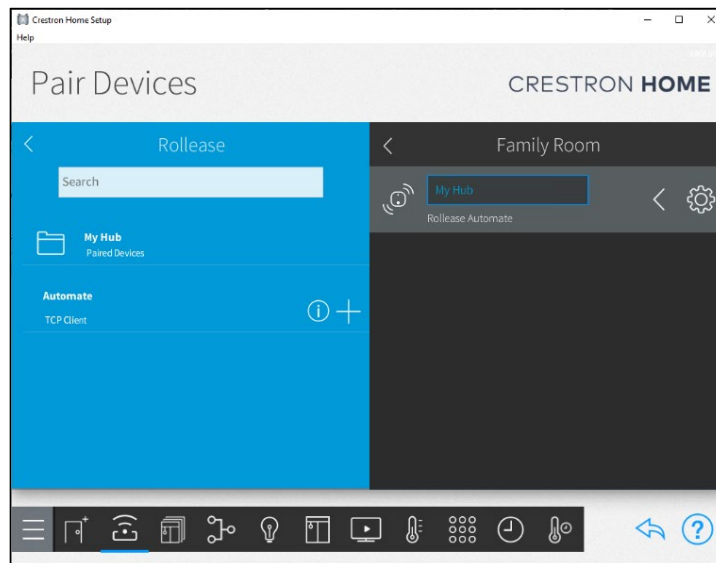 Crestron Home Setup
Help
Pair Devices
CRESTRON HOME
Rollease
Family Room
Search
My Hub
Rollease Automate
My Hub
Paired Devices
Automate
TCP Client